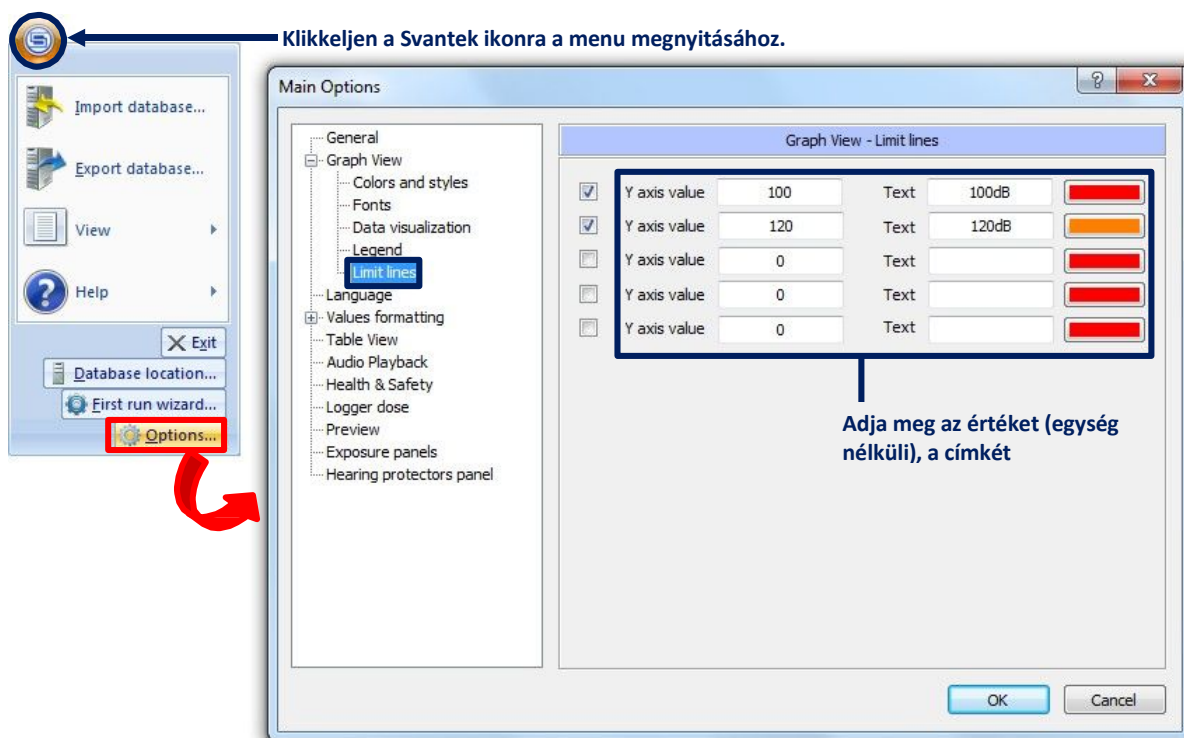 Klikkeljen a Svantek ikonra a menu megnyitásához.
Import database...
Export database...
View
Help
Exit
Database location...
First run wizard...
Options...
Main Options
General
Graph View
Colors and styles
Fonts
Data visualization
Legend
Limit lines
Language
Values formatting
Table View
Audio Playback
Health & Safety
Logger dose
Preview
Exposure panels
Hearing protectors panel
Graph View - Limit lines
Y axis value 100 Text 100dB
Y axis value 120 Text 120dB
Y axis value 0 Text
Y axis value 0 Text
Y axis value 0 Text
Adja meg az értéket (egység
nélküli), a címkét
OK Cancel